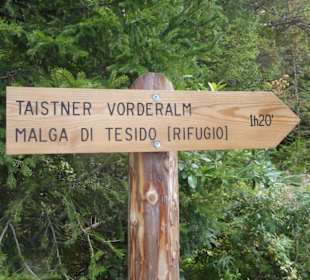 TAISTNER VORDERALM
MALGA DI TESIDO [RIFUGIO]
1h20'